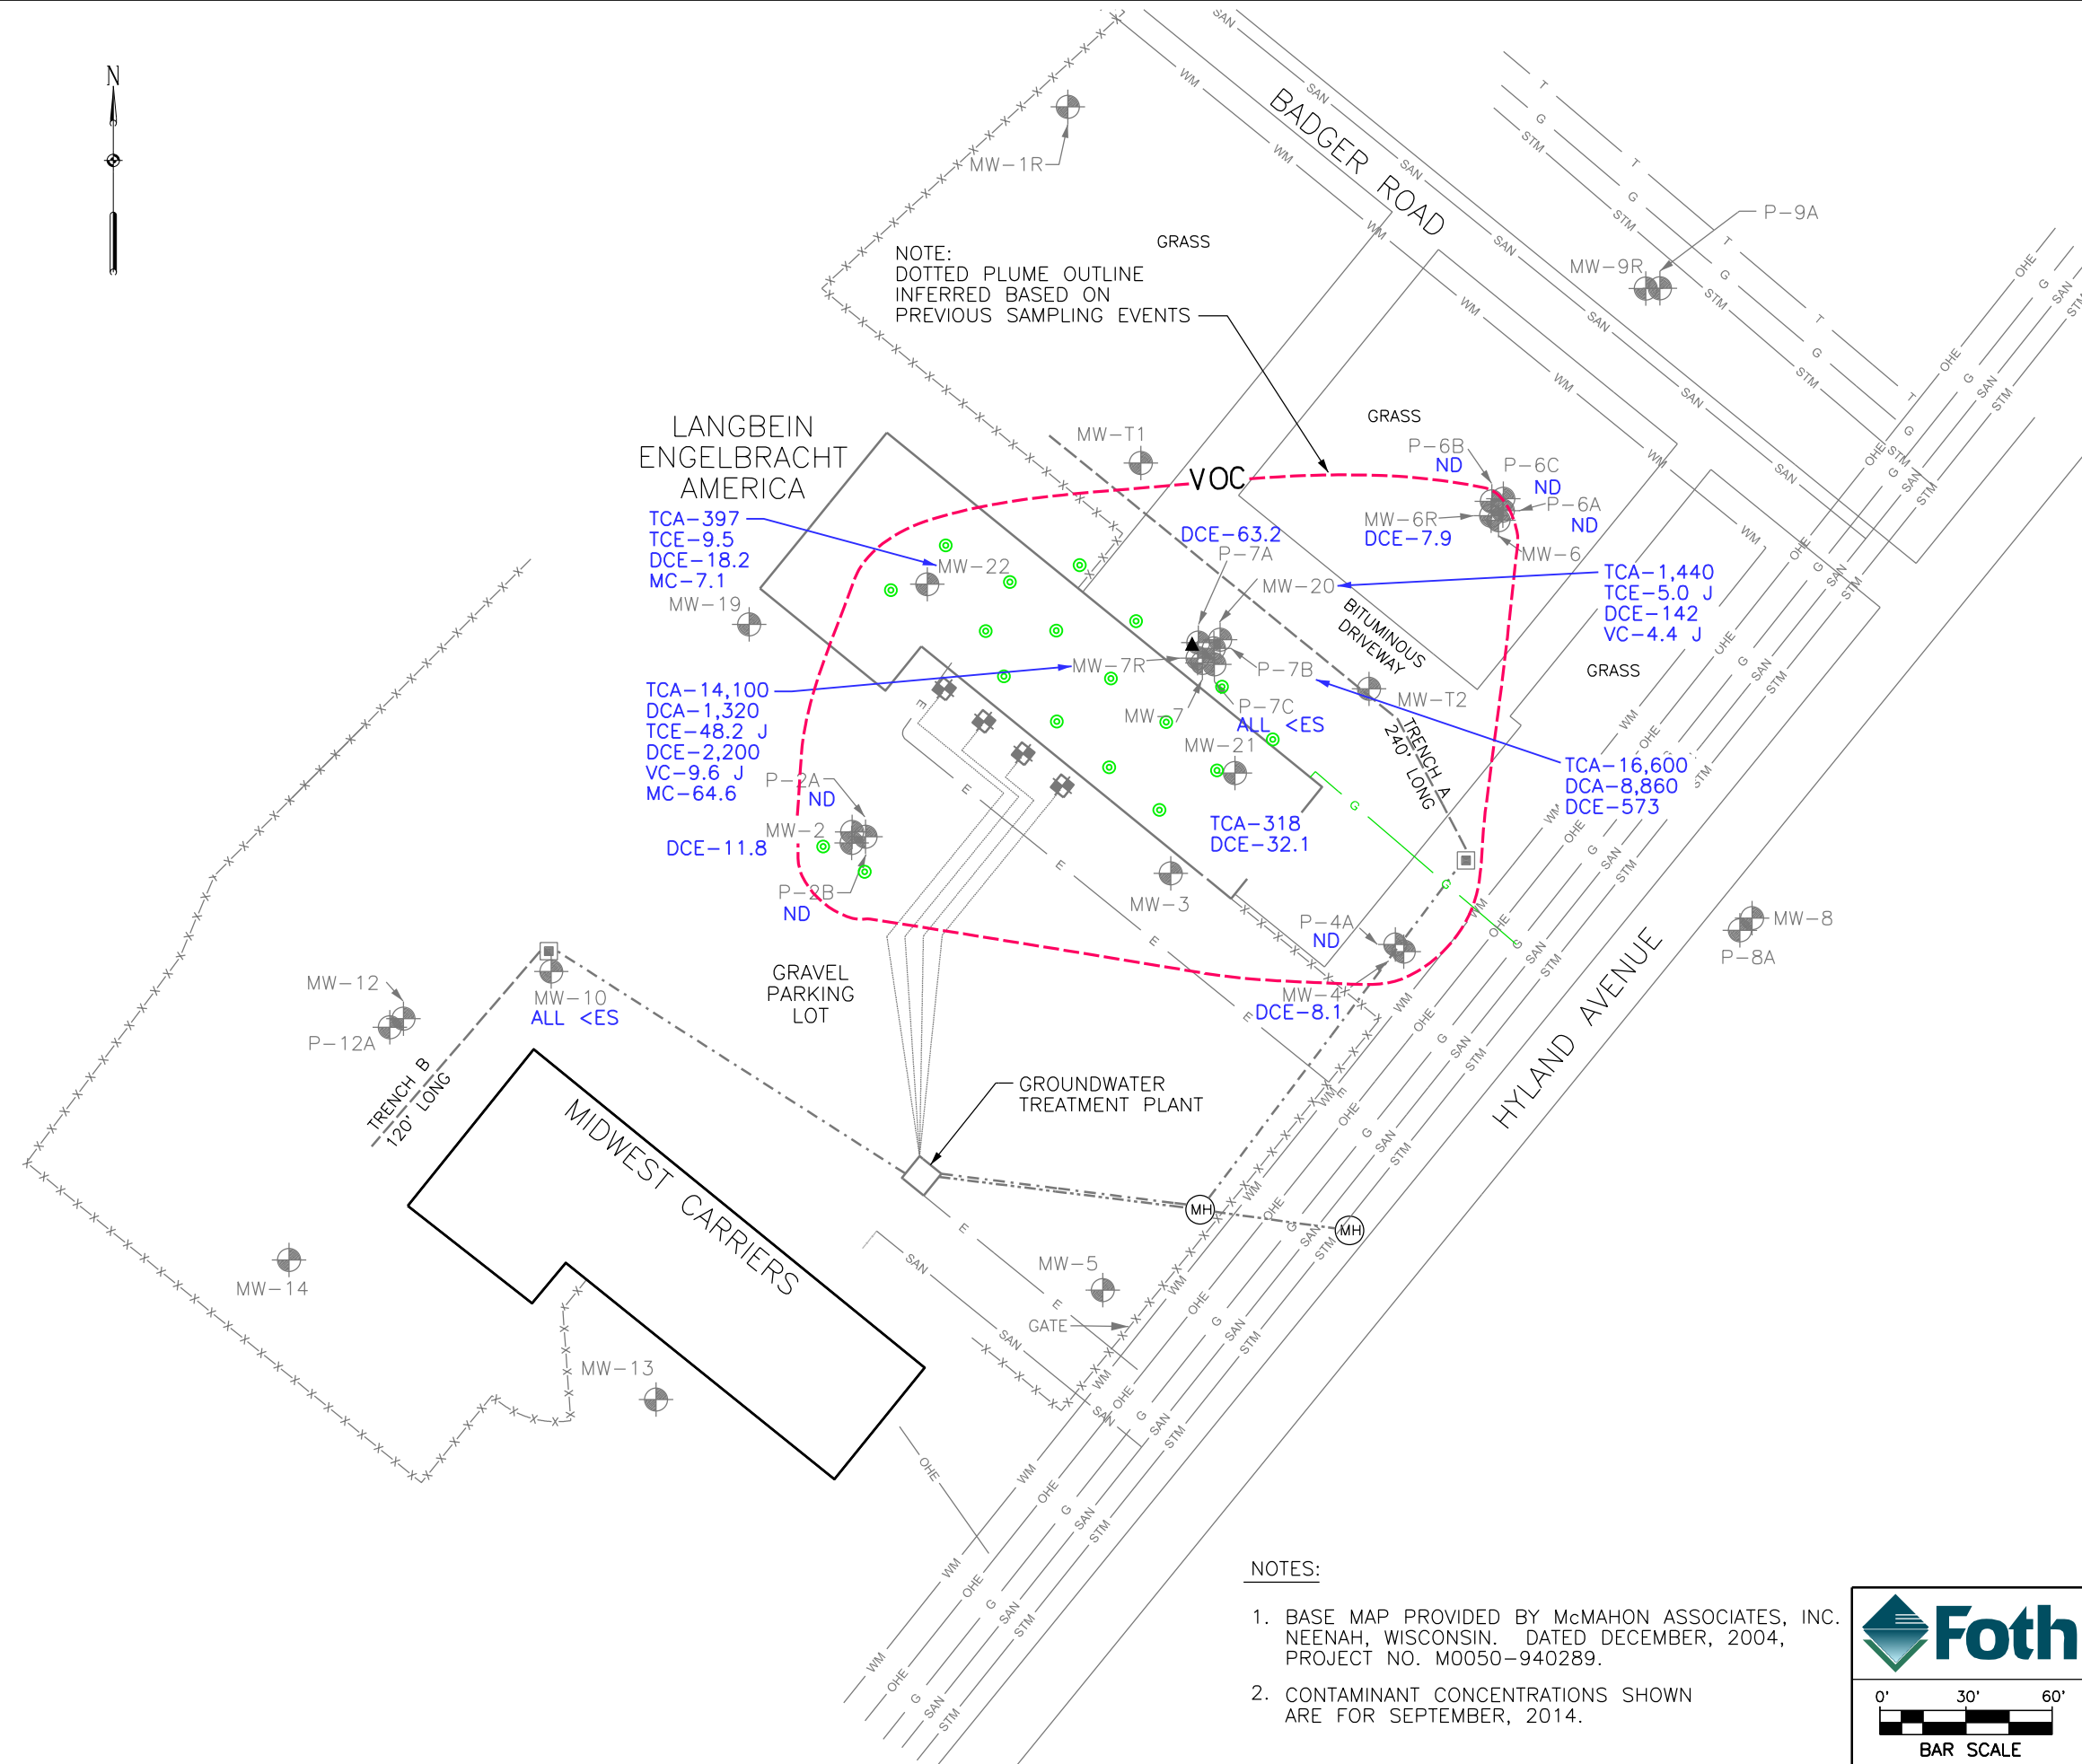 N
BADGER ROAD
MW-1R
GRASS
NOTE:
DOTTED PLUME OUTLINE
INFERRED BASED ON
PREVIOUS SAMPLING EVENTS
P-9A
MW-9R
LANGBEIN
ENGELBRACHT
AMERICA
TCA-397
TCE-9.5
DCE-18.2
MC-7.1
MW-22
MW-19
MW-T1
VOC
GRASS
P-6B
ND
P-6C
ND
P-6A
ND
MW-6R
DCE-7.9
MW-6
DCE-63.2
P-7A
MW-20
TCA-1,440
TCE-5.0 J
DCE-142
VC-4.4 J
BITUMINOUS
DRIVEWAY
GRASS
MW-7R
P-7B
TCA-14,100
DCA-1,320
TCE-48.2 J
DCE-2,200
VC-9.6 J
MC-64.6
MW-7
P-7C
ALL <ES
MW-T2
TRENCH A
240' LONG
MW-21
TCA-16,600
DCA-8,860
DCE-573
P-2A
ND
MW-2
DCE-11.8
P-2B
ND
TCA-318
DCE-32.1
MW-3
P-4A
ND
MW-4
DCE-8.1
MW-8
P-8A
HYLAND AVENUE
MW-12
P-12A
MW-10
ALL <ES
GRAVEL
PARKING
LOT
TRENCH B
120' LONG
GROUNDWATER
TREATMENT PLANT
MIDWEST CARRIERS
MH
MH
MW-14
MW-5
GATE
MW-13
WM
OHE
G
SAN
STM
T
E
X
NOTES:
1. BASE MAP PROVIDED BY McMAHON ASSOCIATES, INC.
NEENAH, WISCONSIN. DATED DECEMBER, 2004,
PROJECT NO. M0050-940289.
2. CONTAMINANT CONCENTRATIONS SHOWN
ARE FOR SEPTEMBER, 2014.
Foth
0' 30' 60'
BAR SCALE